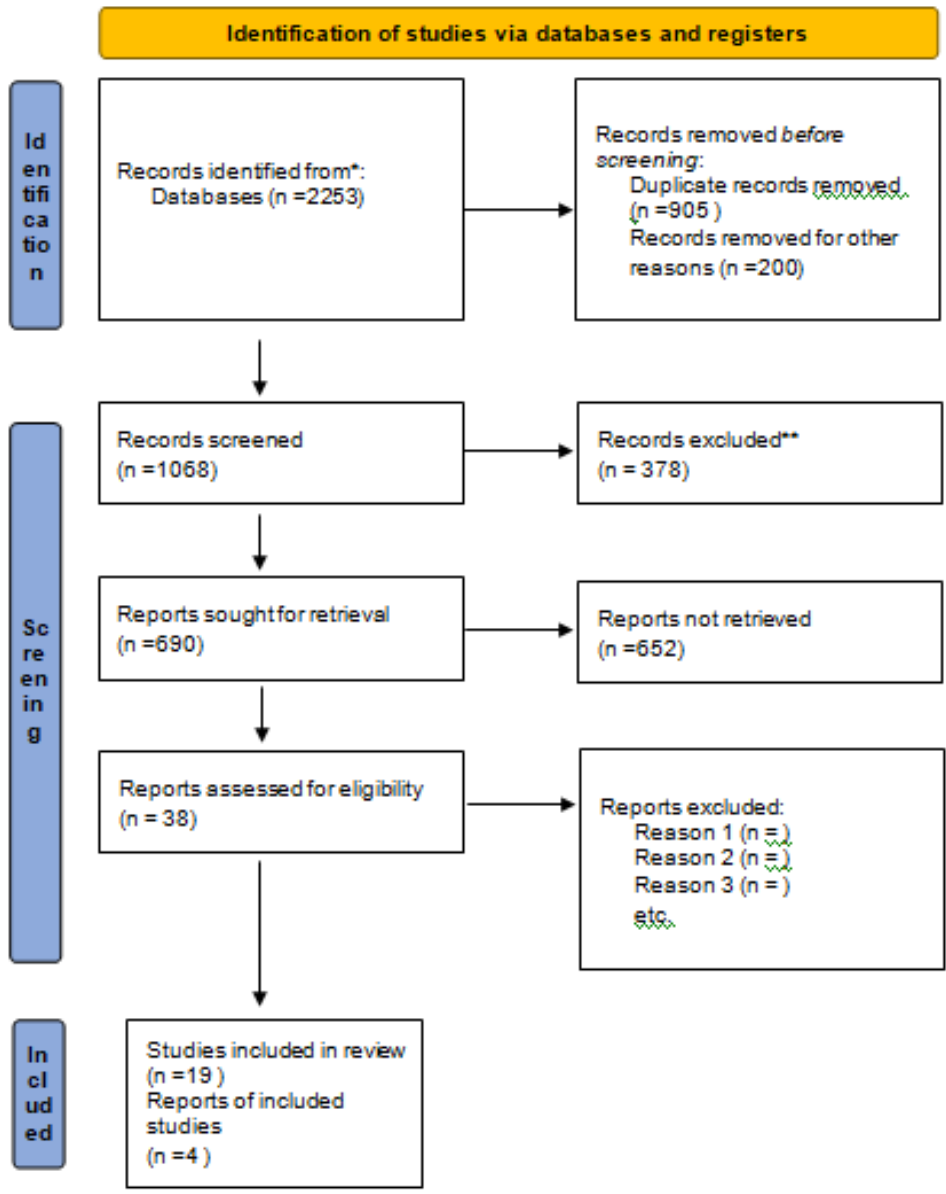 Identification of studies via databases and registers
Id
en
tifi
ca
tio
n
Records identified from*:
Databases (n =2253)
Records removed before
screening:
Duplicate records removed
(n =905 )
Records removed for other
reasons (n =200)
Sc
re
en
in
g
Records screened
(n =1068)
Records excluded**
(n = 378)
Reports sought for retrieval
(n =690)
Reports not retrieved
(n =652)
Reports assessed for eligibility
(n = 38)
Reports excluded:
Reason 1 (n = )
Reason 2 (n = )
Reason 3 (n = )
etc.
In
cl
ud
ed
Studies included in review
(n =19 )
Reports of included
studies
(n =4 )